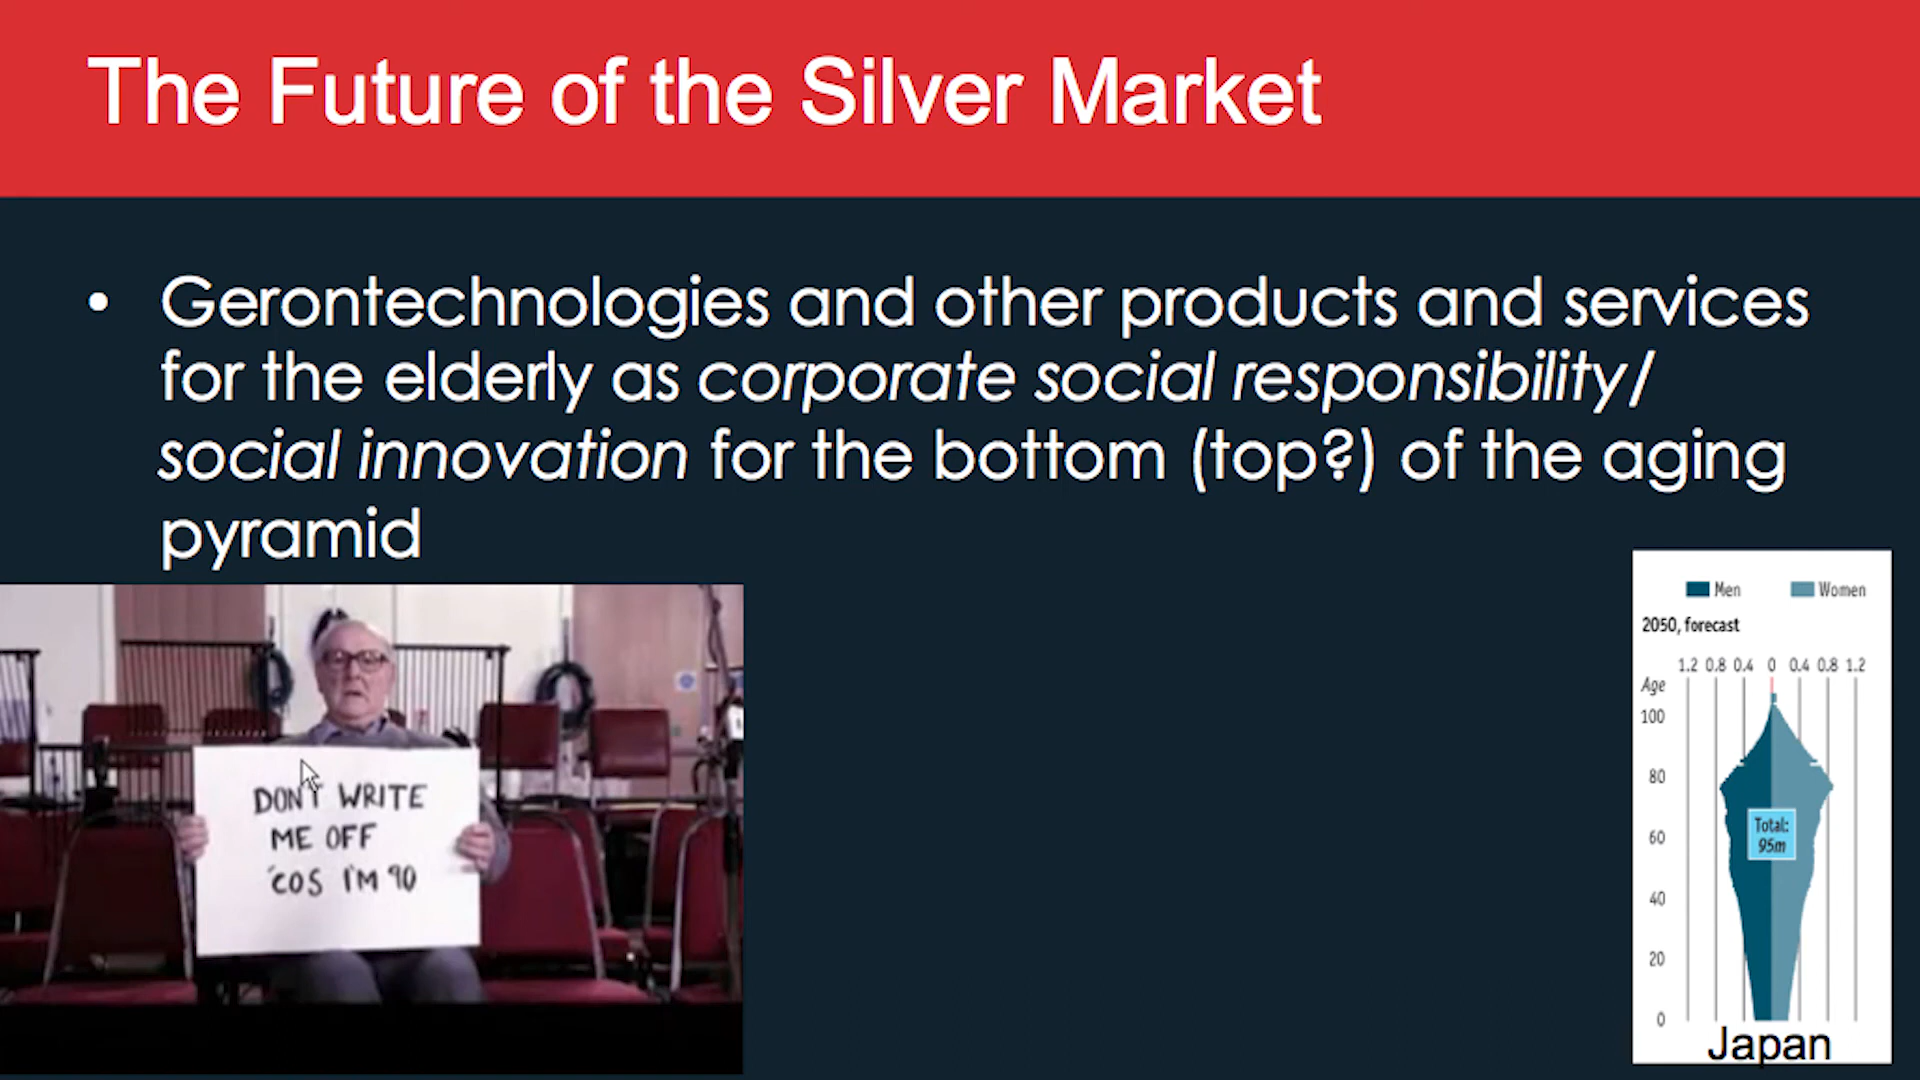 The Future of the Silver Market
• Gerontechnologies and other products and services
for the elderly as corporate social responsibility/
social innovation for the bottom (top?) of the aging
pyramid
DON'T WRITE
ME OFF
'COS I'M 90
Men Women
2050, forecast
1.2 0.8 0.4 0 0.4 0.8 1.2
Age
100
80
Total:
95m
60
40
20
0
Japan